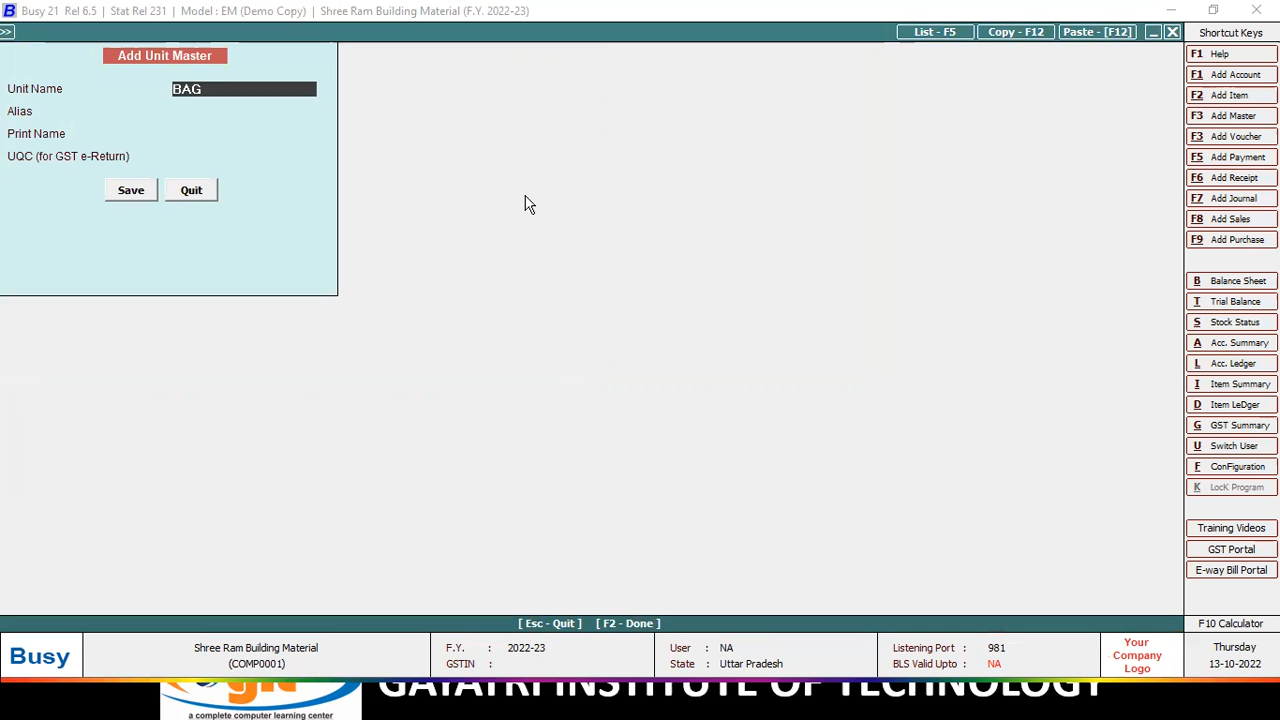 Busy 21 Rel 6.5 | Stat Rel 231 | Model : EM (Demo Copy) | Shree Ram Building Material (F.Y. 2022-23)
>> List - F5 Copy - F12 Paste - [F12] Shortcut Keys
Add Unit Master
Unit Name BAG
Alias
Print Name
UQC (for GST e-Return)
Save Quit
F1 Help
F1 Add Account
F2 Add Item
F3 Add Master
F3 Add Voucher
F5 Add Payment
F6 Add Receipt
F7 Add Journal
F8 Add Sales
F9 Add Purchase
B Balance Sheet
T Trial Balance
S Stock Status
A Acc. Summary
L Acc. Ledger
I Item Summary
D Item LeDger
G GST Summary
U Switch User
F ConFiguration
K LocK Program
Training Videos
GST Portal
E-way Bill Portal
[ Esc - Quit ] [ F2 - Done ] F10 Calculator
Busy
Shree Ram Building Material
(COMP0001)
F.Y. : 2022-23
GSTIN :
User : NA
State : Uttar Pradesh
Listening Port : 981
BLS Valid Upto : NA
Your
Company
Logo
Thursday
13-10-2022
GAYATRI INSTITUTE OF TECHNOLOGY
a complete computer learning center